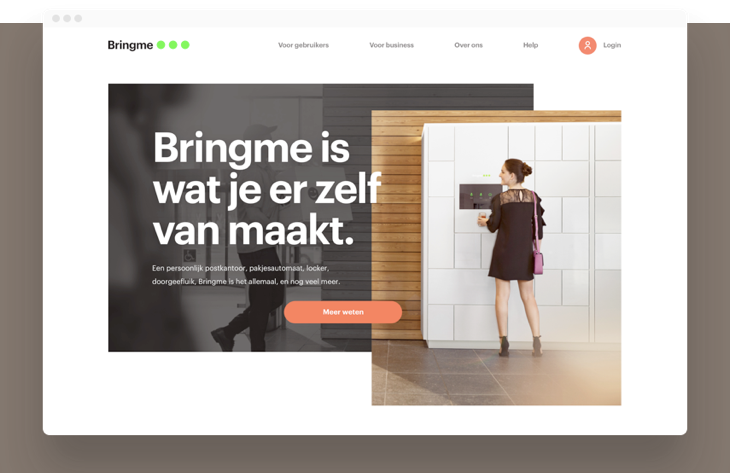 Bringme
Voor gebruikers
Voor business
Over ons
Help
Login
Bringme is
wat je er zelf
van maakt.
Een persoonlijk postkantoor, pakjesautomaat, locker,
doorgeefluik, Bringme is het allemaal, en nog veel meer.
Meer weten